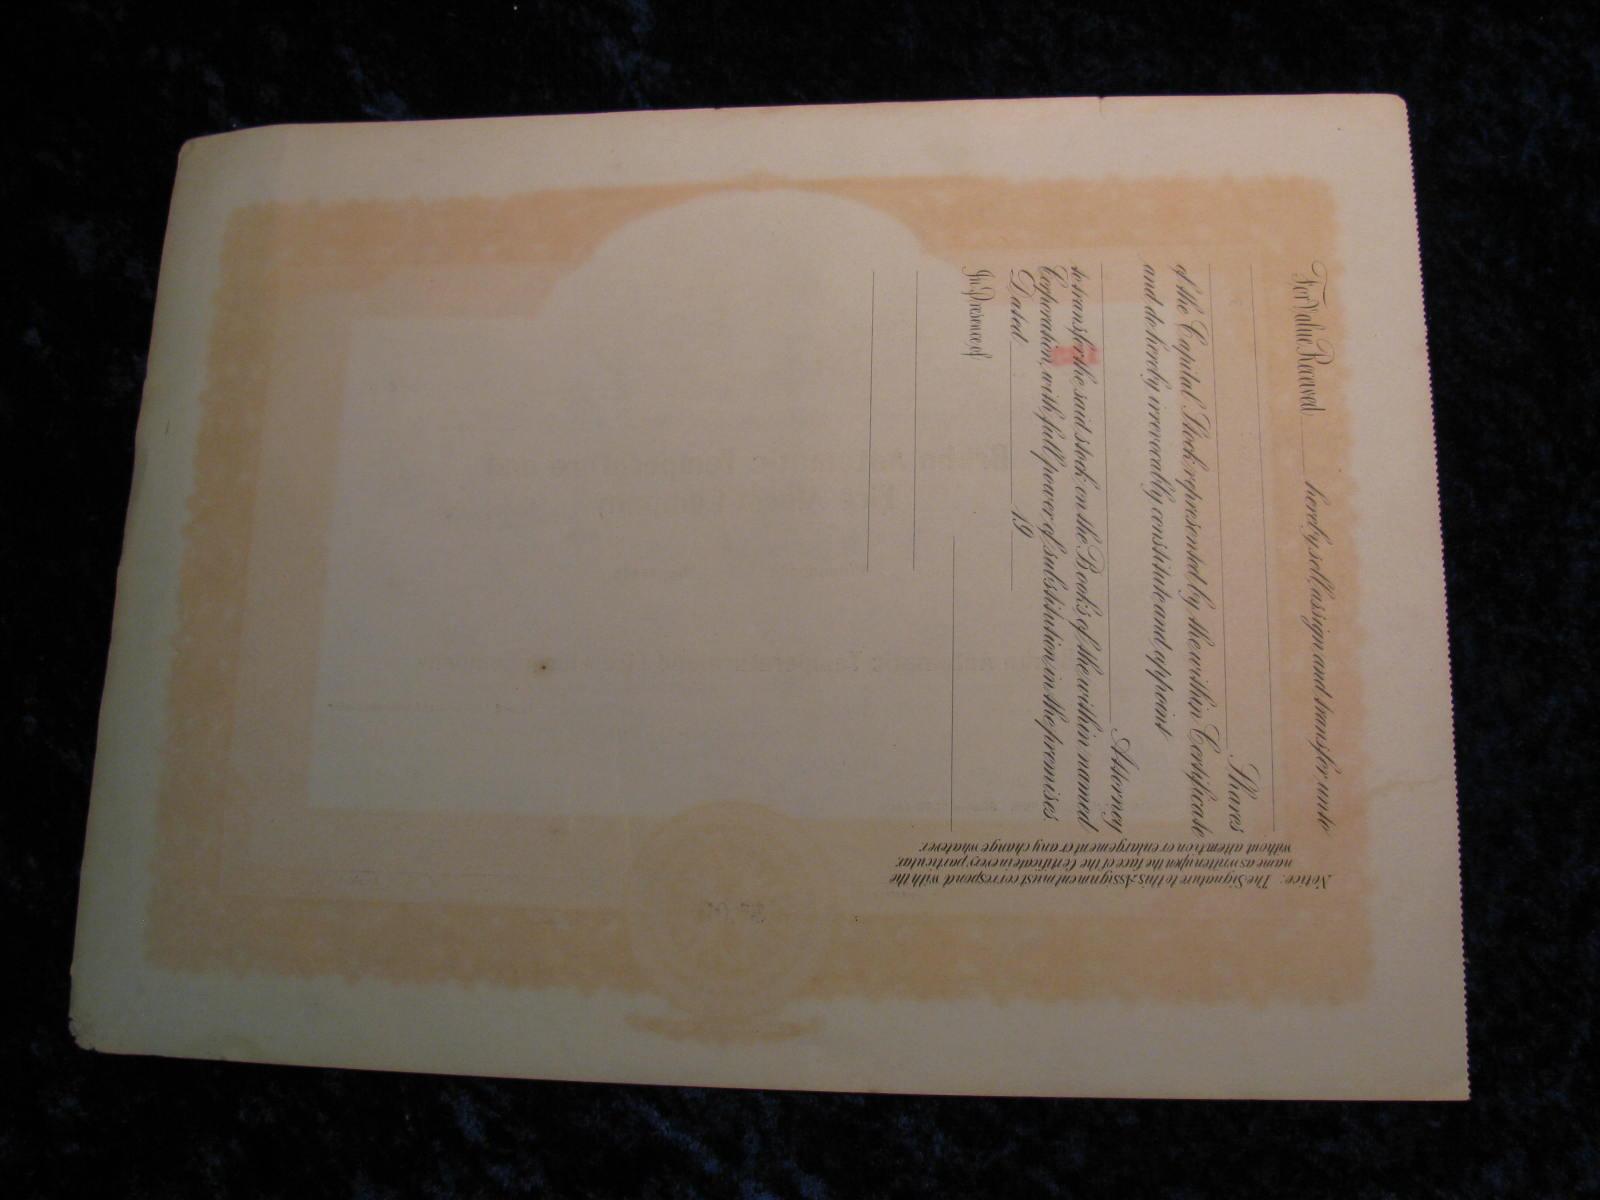 For Value Received hereby sell, assign and transfer, unto
Shares
of the Capital Stock represented by the within Certificate
and do hereby irrevocably constitute and appoint
Attorney
to transfer the said stock on the Books of the within named
Corporation, with full power of substitution in the premises.
Dated 19
In Presence of
Notice: The Signature to this Assignment must correspond with the
name as written upon the face of the Certificate in every particular
without alteration or enlargement or any change whatever.